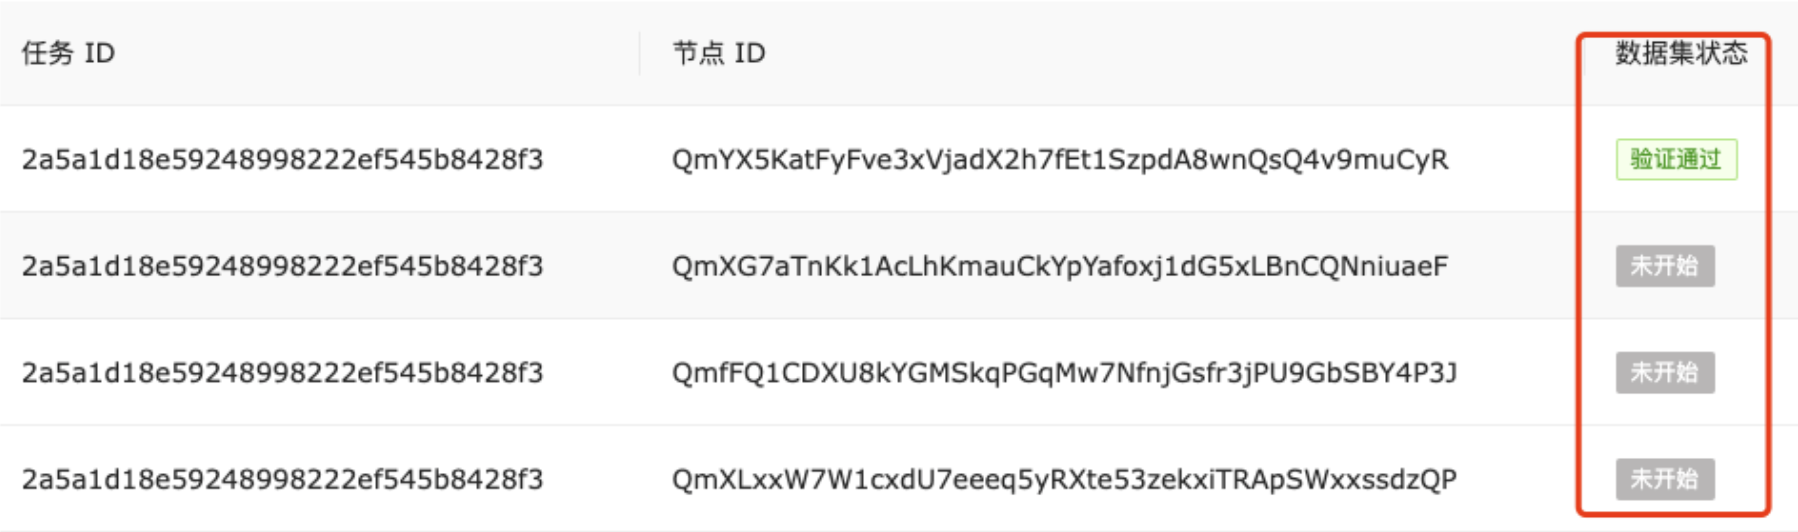 任务 ID 节点 ID 数据集状态
2a5a1d18e59248998222ef545b8428f3 QmYX5KatFyFve3xVjadX2h7fEt1SzpdA8wnQsQ4v9muCyR 验证通过
2a5a1d18e59248998222ef545b8428f3 QmXG7aTnKk1AcLhKmauCkYpYafoxj1dG5xLBnCQNniuaeF 未开始
2a5a1d18e59248998222ef545b8428f3 QmfFQ1CDXU8kYGMSkqPGqMw7NfnjGsfr3jPU9GbSBY4P3J 未开始
2a5a1d18e59248998222ef545b8428f3 QmXLxxW7W1cxdU7eeeq5yRXte53zekxiTRApSWxxssdzQP 未开始